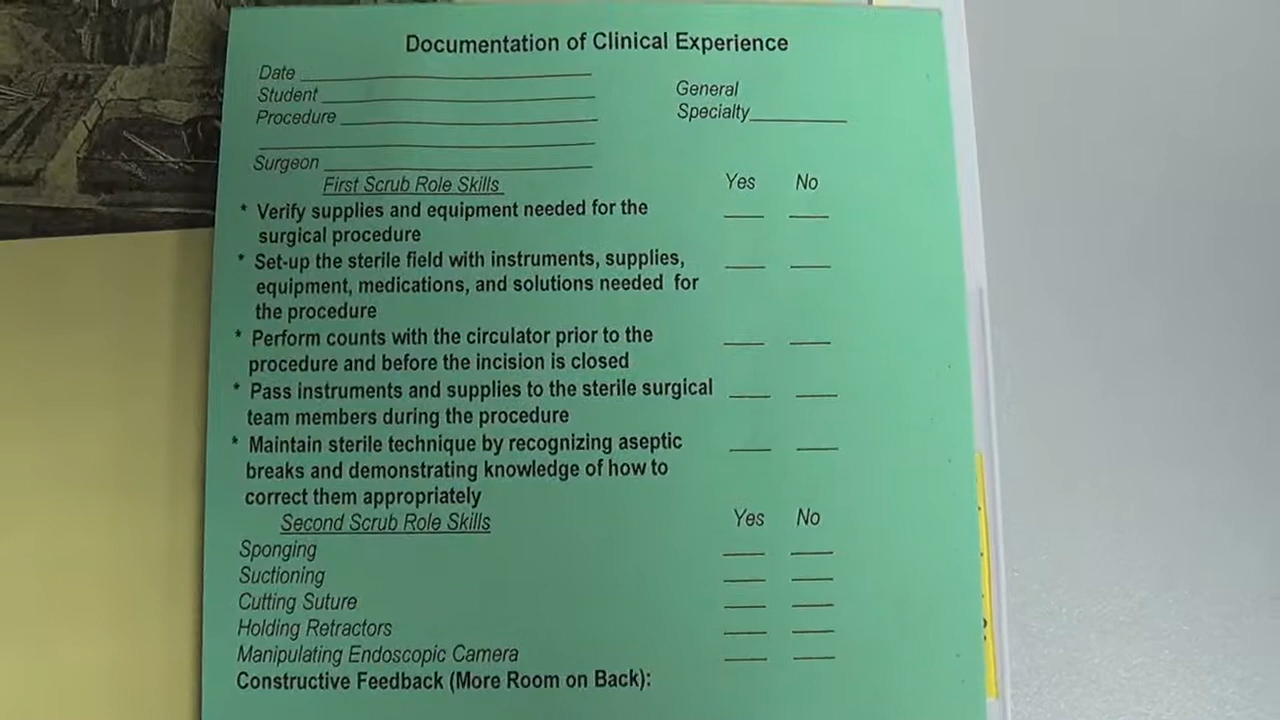 Documentation of Clinical Experience
Date
Student
General
Procedure
Specialty
Surgeon
First Scrub Role Skills
Yes No
* Verify supplies and equipment needed for the
surgical procedure
* Set-up the sterile field with instruments, supplies,
equipment, medications, and solutions needed for
the procedure
* Perform counts with the circulator prior to the
procedure and before the incision is closed
* Pass instruments and supplies to the sterile surgical
team members during the procedure
* Maintain sterile technique by recognizing aseptic
breaks and demonstrating knowledge of how to
correct them appropriately
Second Scrub Role Skills
Yes No
Sponging
Suctioning
Cutting Suture
Holding Retractors
Manipulating Endoscopic Camera
Constructive Feedback (More Room on Back):